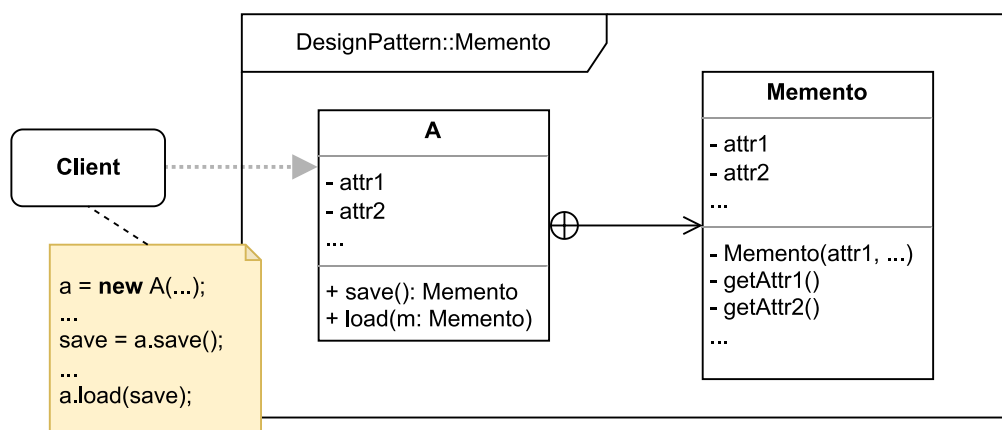 DesignPattern::Memento
Client
a = new A(...);
...
save = a.save();
...
a.load(save);
A
- attr1
- attr2
...
+ save(): Memento
+ load(m: Memento)
Memento
- attr1
- attr2
...
- Memento(attr1, ...)
- getAttr1()
- getAttr2()
...